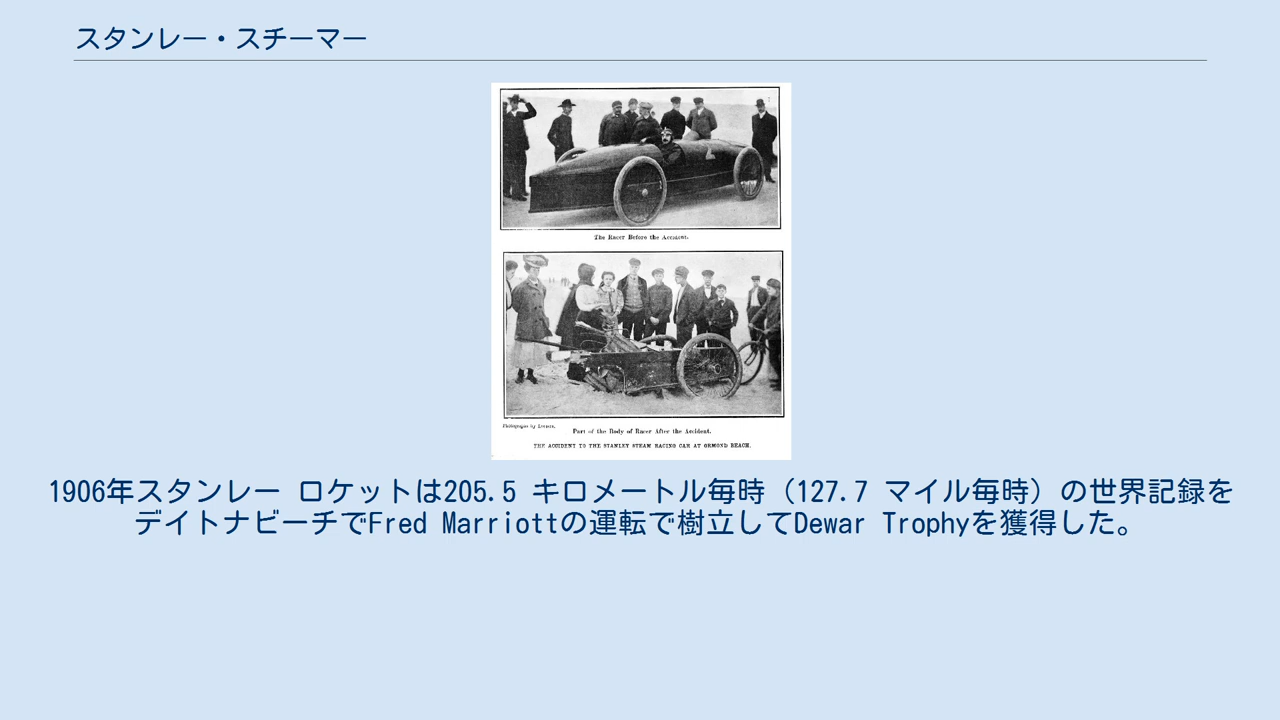 スタンレー・スチーマー
The Racer Before the Accident.
Photographs by Lesesne.
Part of the Body of Racer After the Accident.
THE ACCIDENT TO THE STANLEY STEAM RACING CAR AT ORMOND BEACH.
1906年スタンレー ロケットは205.5 キロメートル毎時（127.7 マイル毎時）の世界記録を
デイトナビーチでFred Marriottの運転で樹立してDewar Trophyを獲得した。